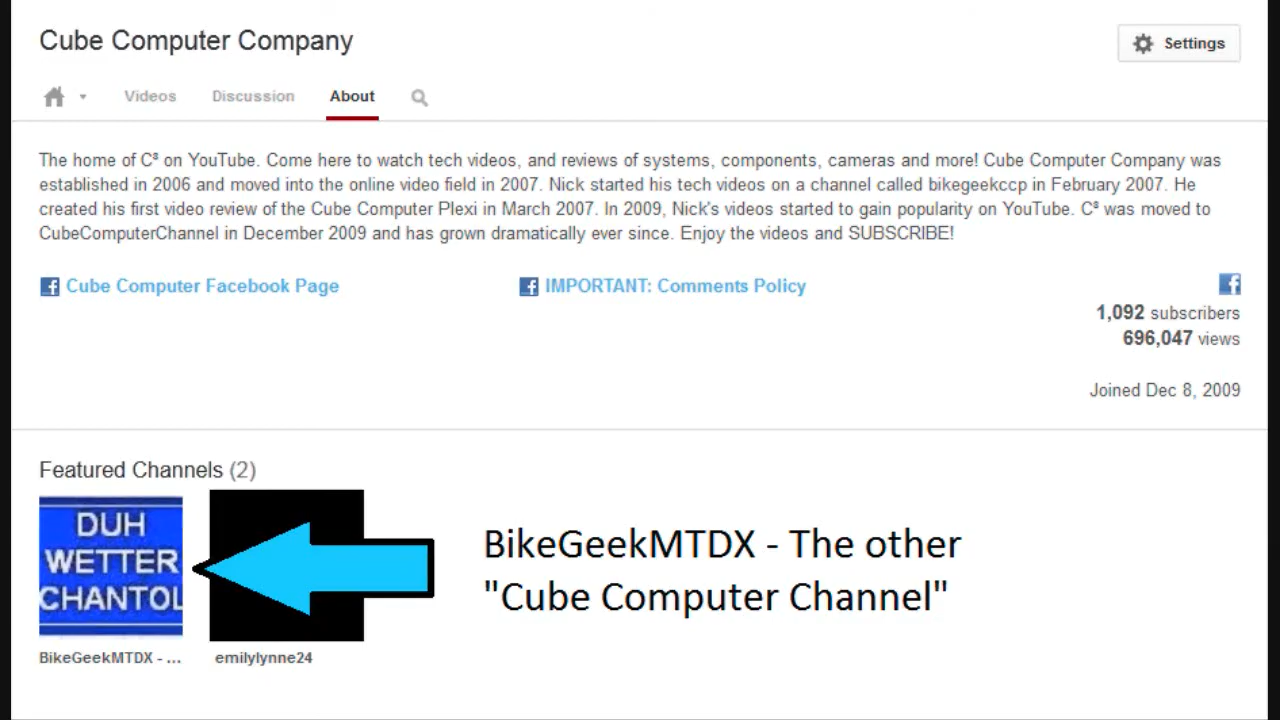 Cube Computer Company
Settings
Videos Discussion About
The home of C³ on YouTube. Come here to watch tech videos, and reviews of systems, components, cameras and more! Cube Computer Company was
established in 2006 and moved into the online video field in 2007. Nick started his tech videos on a channel called bikegeekccp in February 2007. He
created his first video review of the Cube Computer Plexi in March 2007. In 2009, Nick's videos started to gain popularity on YouTube. C³ was moved to
CubeComputerChannel in December 2009 and has grown dramatically ever since. Enjoy the videos and SUBSCRIBE!
Cube Computer Facebook Page
IMPORTANT: Comments Policy
1,092 subscribers
696,047 views
Joined Dec 8, 2009
Featured Channels (2)
DUH
WETTER
CHANTOL
BikeGeekMTDX - ...
emilylynne24
BikeGeekMTDX - The other
"Cube Computer Channel"